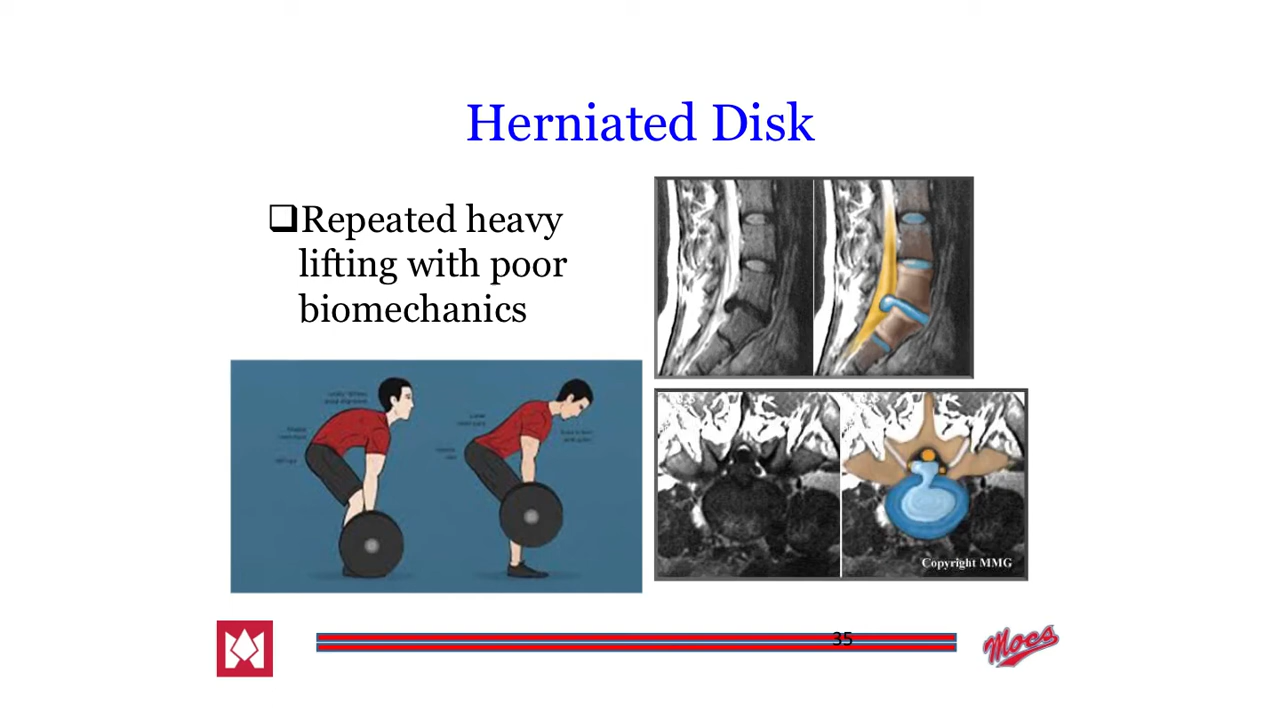 Herniated Disk
❑Repeated heavy
lifting with poor
biomechanics
Copyright MMG
35
Mocs